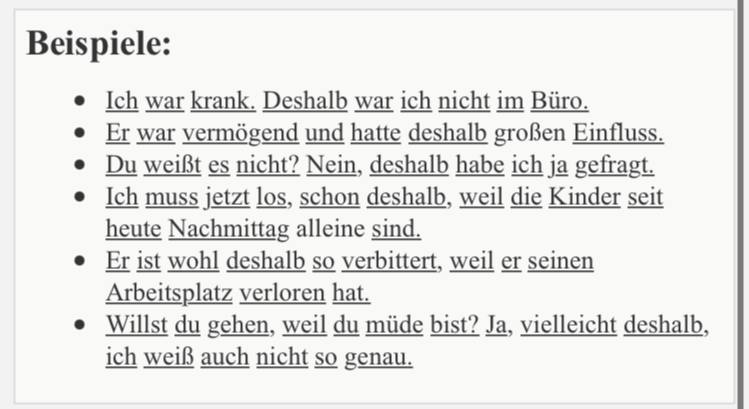 Beispiele:
• Ich war krank. Deshalb war ich nicht im Büro.
• Er war vermögend und hatte deshalb großen Einfluss.
• Du weißt es nicht? Nein, deshalb habe ich ja gefragt.
• Ich muss jetzt los, schon deshalb, weil die Kinder seit
heute Nachmittag alleine sind.
• Er ist wohl deshalb so verbittert, weil er seinen
Arbeitsplatz verloren hat.
• Willst du gehen, weil du müde bist? Ja, vielleicht deshalb,
ich weiß auch nicht so genau.